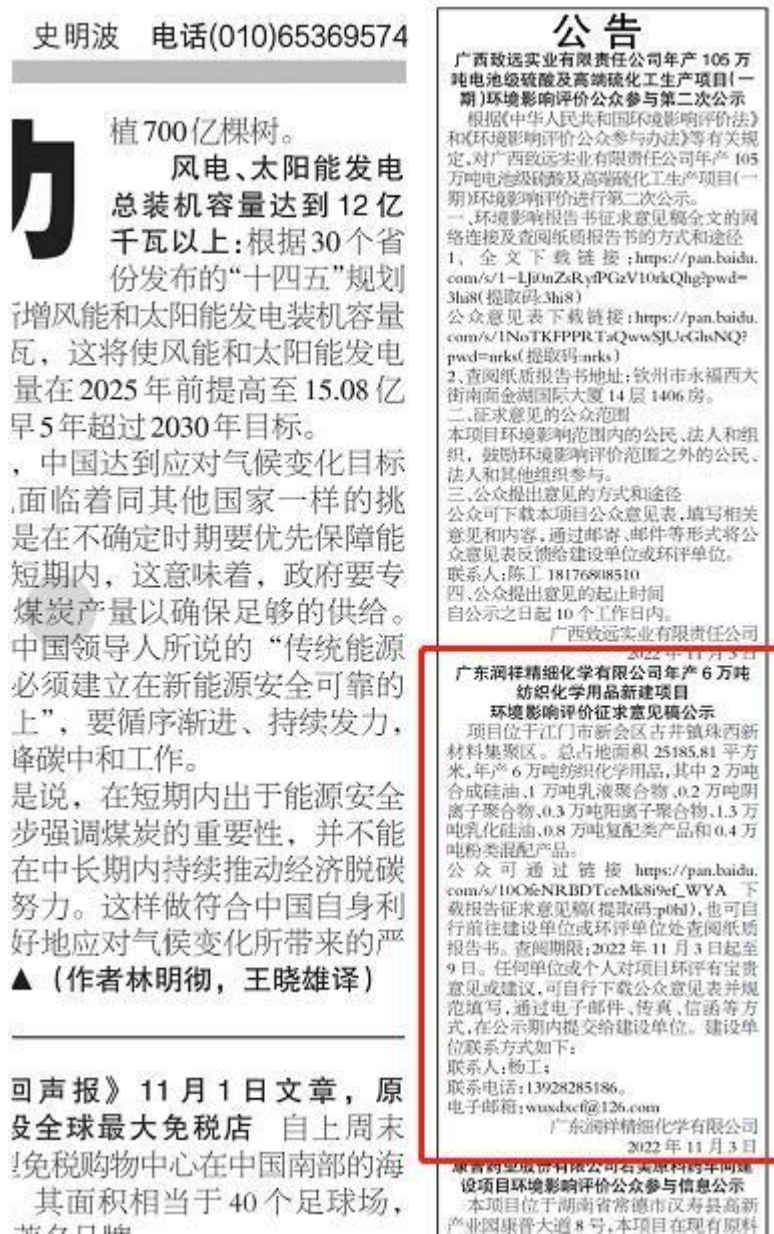 史明波 电话(010)65369574
植700亿棵树。
风电、太阳能发电
总装机容量达到12亿
千瓦以上:根据30个省
份发布的“十四五”规划
增风能和太阳能发电装机容量
瓦，这将使风能和太阳能发电
量在2025年前提高至15.08亿
早5年超过2030年目标。
，中国达到应对气候变化目标
面临着同其他国家一样的挑
是在不确定时期要优先保障能
短期内，这意味着，政府要专
煤炭产量以确保足够的供给。
中国领导人所说的“传统能源
必须建立在新能源安全可靠的
上”，要循序渐进、持续发力，
峰碳中和工作。
是说，在短期内出于能源安全
步强调煤炭的重要性，并不能
在中长期内持续推动经济脱碳
努力。这样做符合中国自身利
好地应对气候变化所带来的严
▲（作者林明彻，王晓雄译）
回声报》11月1日文章，原
设全球最大免税店 自上周末
免税购物中心在中国南部的海
其面积相当于40个足球场，
公告
广西致远实业有限责任公司年产105万
吨电池级硫酸及高端硫化工生产项目(一
期)环境影响评价公众参与第二次公示
根据《中华人民共和国环境影响评价法》
和《环境影响评价公众参与办法》等有关规
定,对广西致远实业有限责任公司年产105
万吨电池级硫酸及高端硫化工生产项目(一
期)环境影响评价进行第二次公示。
一、环境影响报告书征求意见稿全文的网
络连接及查阅纸质报告书的方式和途径
1、全文下载链接:https://pan.baidu.
com/s/1-LJi0nZsRyfPGzV10rkQhg?pwd=
3hi8(提取码:3hi8)
公众意见表下载链接:https://pan.baidu.
com/s/1NoTKFPPRTaQwwSJUcGhsNQ?
pwd=nrks(提取码:nrks)
2、查阅纸质报告书地址:钦州市永福西大
街南面金湖国际大厦14层1406房。
二、征求意见的公众范围
本项目环境影响范围内的公民、法人和组
织，鼓励环境影响评价范围之外的公民、
法人和其他组织参与。
三、公众提出意见的方式和途径
公众可下载本项目公众意见表,填写相关
意见和内容,通过邮寄、邮件等形式将公
众意见表反馈给建设单位或环评单位。
联系人:陈工 18176808510
四、公众提出意见的起止时间
自公示之日起10个工作日内。
广西致远实业有限责任公司
2022年11月3日
广东润祥精细化学有限公司年产6万吨
纺织化学用品新建项目
环境影响评价征求意见稿公示
项目位于江门市新会区古井镇珠西新
材料集聚区。总占地面积25185.81平方
米,年产6万吨纺织化学用品,其中2万吨
合成硅油、1万吨乳液聚合物、0.2万吨阴
离子聚合物、0.3万吨阳离子聚合物、1.3万
吨乳化硅油、0.8万吨复配类产品和0.4万
吨粉类混配产品。
公众可通过链接 https://pan.baidu.
com/s/10OfeNRBDTceMk8i9ef_WYA 下
载报告征求意见稿(提取码:p0hl),也可自
行前往建设单位或环评单位处查阅纸质
报告书。查阅期限:2022年11月3日起至
9日。任何单位或个人对项目环评有宝贵
意见或建议,可自行下载公众意见表并规
范填写,通过电子邮件、传真、信函等方
式,在公示期内提交给建设单位。建设单
位联系方式如下:
联系人:杨工;
联系电话:13928285186。
电子邮箱:wuxdxcf@126.com
广东润祥精细化学有限公司
2022年11月3日
康普药业股份有限公司右美原料药车间建
设项目环境影响评价公众参与信息公示
本项目位于湖南省常德市汉寿县高新
产业园康普大道8号,本项目在现有原料